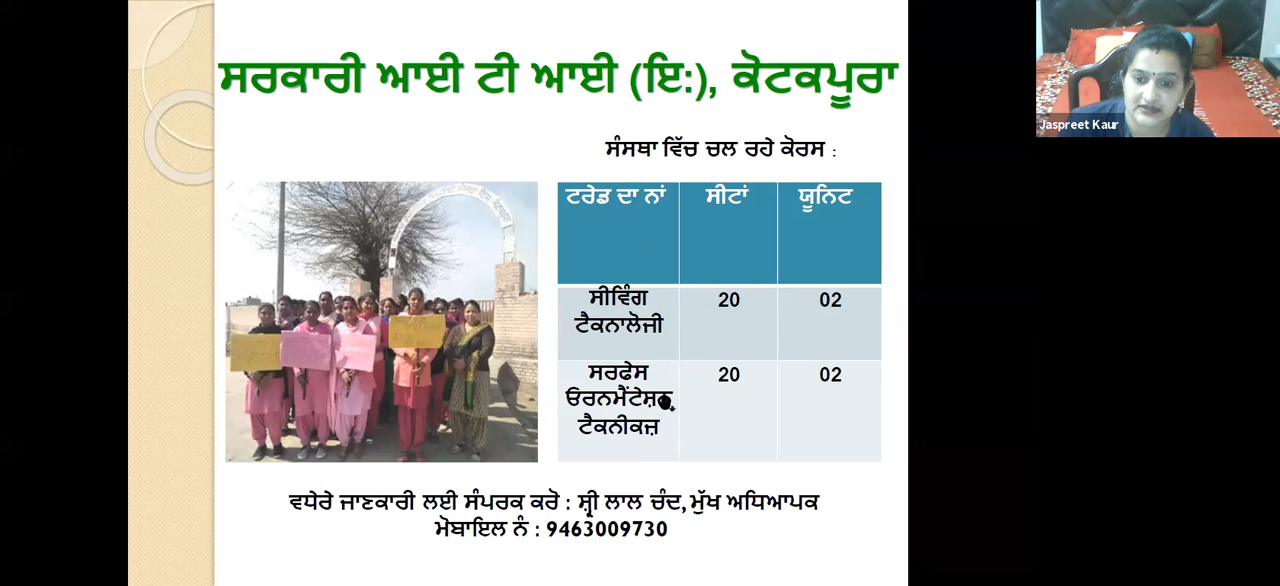 ਸਰਕਾਰੀ ਆਈ ਟੀ ਆਈ (ਇ:), ਕੋਟਕਪੂਰਾ
Jaspreet Kaur
ਸੰਸਥਾ ਵਿੱਚ ਚਲ ਰਹੇ ਕੋਰਸ :
ਟਰੇਡ ਦਾ ਨਾਂ ਸੀਟਾਂ ਯੂਨਿਟ
ਸੀਵਿੰਗ 20 02
ਟੈਕਨਾਲੋਜੀ
ਸਰਫੇਸ 20 02
ਓਰਨਮੈਂਟੇਸ਼ਨ
ਟੈਕਨੀਕਜ਼
ਵਧੇਰੇ ਜਾਣਕਾਰੀ ਲਈ ਸੰਪਰਕ ਕਰੋ : ਸ਼੍ਰੀ ਲਾਲ ਚੰਦ, ਮੁੱਖ ਅਧਿਆਪਕ
ਮੋਬਾਇਲ ਨੰ : 9463009730